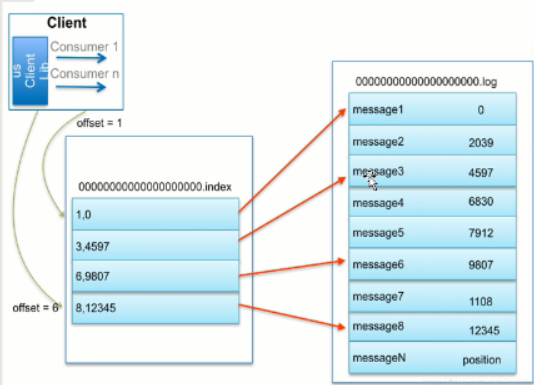 Client
us
Client
Lib
Consumer 1
Consumer n
offset = 1
offset = 6
00000000000000000000.index
1,0
3,4597
6,9807
8,12345
00000000000000000000.log
message1 0
message2 2039
message3 4597
message4 6830
message5 7912
message6 9807
message7 1108
message8 12345
messageN position